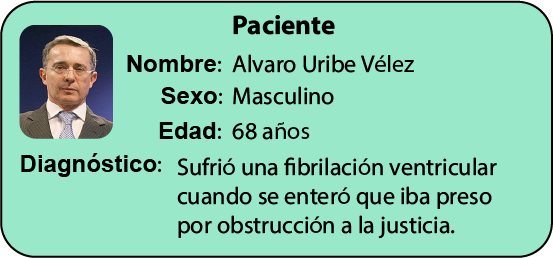 Paciente
Nombre: Alvaro Uribe Vélez
Sexo: Masculino
Edad: 68 años
Diagnóstico: Sufrió una fibrilación ventricular
cuando se enteró que iba preso
por obstrucción a la justicia.